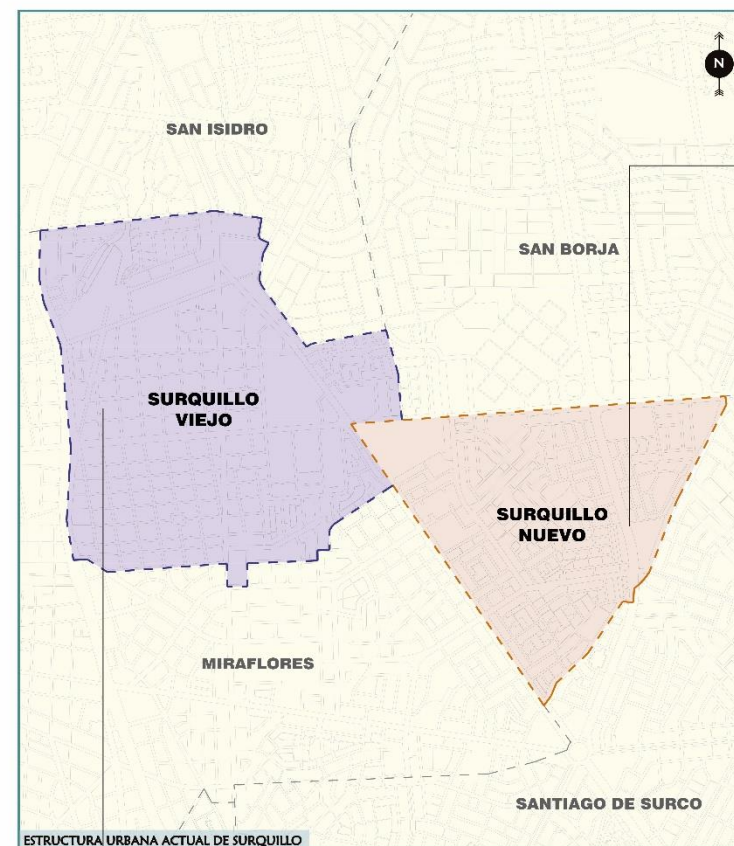 N
SAN ISIDRO
SAN BORJA
SURQUILLO
VIEJO
SURQUILLO
NUEVO
MIRAFLORES
SANTIAGO DE SURCO
ESTRUCTURA URBANA ACTUAL DE SURQUILLO